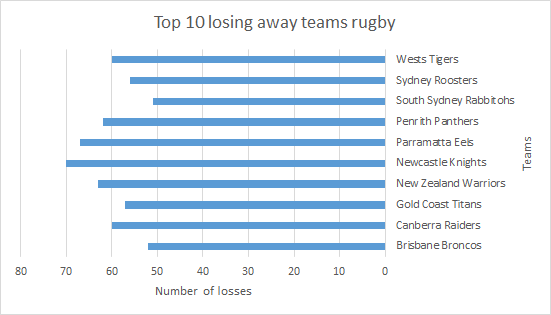 Top 10 losing away teams rugby
Wests Tigers
Sydney Roosters
South Sydney Rabbitohs
Penrith Panthers
Parramatta Eels
Newcastle Knights
New Zealand Warriors
Gold Coast Titans
Canberra Raiders
Brisbane Broncos
Teams
80 70 60 50 40 30 20 10 0
Number of losses